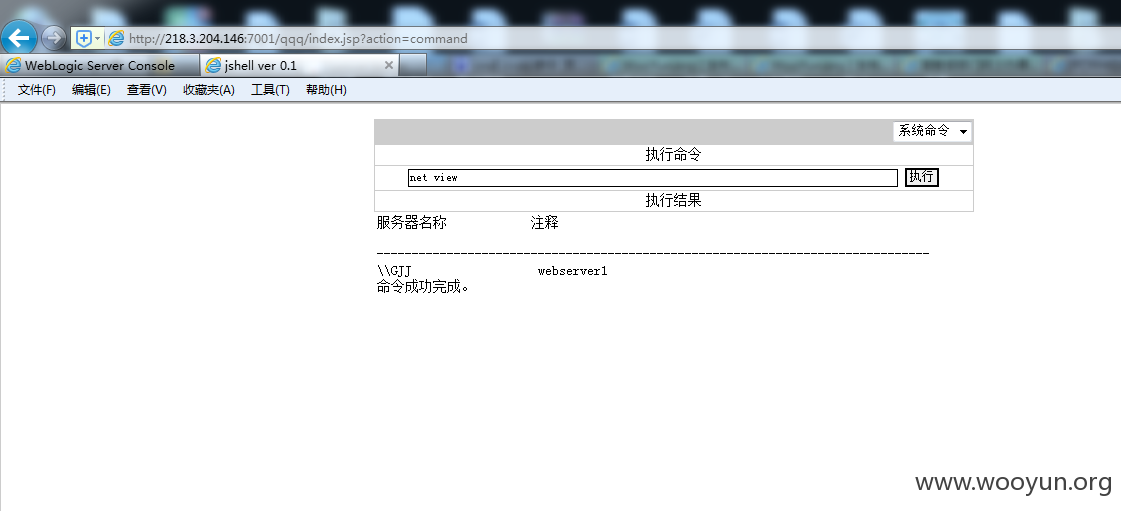 http://218.3.204.146:7001/qqq/index.jsp?action=command
WebLogic Server Console
jshell ver 0.1
文件(F) 编辑(E) 查看(V) 收藏夹(A) 工具(T) 帮助(H)
系统命令
执行命令
net view 执行
执行结果
服务器名称 注释
-------------------------------------------------------------------------------
\\GJJ webserver1
命令成功完成。
www.wooyun.org